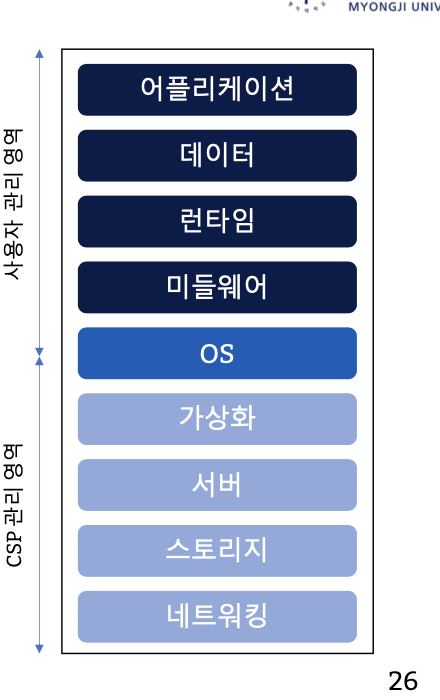 MYONGJI UNIV
사용자 관리 영역
어플리케이션
데이터
런타임
미들웨어
OS
CSP 관리 영역
가상화
서버
스토리지
네트워킹
26